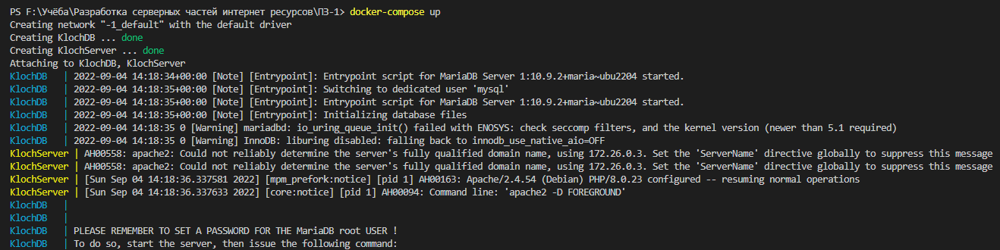 PS F:\Учёба\Разработка серверных частей интернет ресурсов\ПЗ-1> docker-compose up
Creating network "-1_default" with the default driver
Creating KlochDB ... done
Creating KlochServer ... done
Attaching to KlochDB, KlochServer
KlochDB | 2022-09-04 14:18:34+00:00 [Note] [Entrypoint]: Entrypoint script for MariaDB Server 1:10.9.2+maria~ubu2204 started.
KlochDB | 2022-09-04 14:18:35+00:00 [Note] [Entrypoint]: Switching to dedicated user 'mysql'
KlochDB | 2022-09-04 14:18:35+00:00 [Note] [Entrypoint]: Entrypoint script for MariaDB Server 1:10.9.2+maria~ubu2204 started.
KlochDB | 2022-09-04 14:18:35+00:00 [Note] [Entrypoint]: Initializing database files
KlochDB | 2022-09-04 14:18:35 0 [Warning] mariadbd: io_uring_queue_init() failed with ENOSYS: check seccomp filters, and the kernel version (newer than 5.1 required)
KlochDB | 2022-09-04 14:18:35 0 [Warning] InnoDB: liburing disabled: falling back to innodb_use_native_aio=OFF
KlochServer | AH00558: apache2: Could not reliably determine the server's fully qualified domain name, using 172.26.0.3. Set the 'ServerName' directive globally to suppress this message
KlochServer | AH00558: apache2: Could not reliably determine the server's fully qualified domain name, using 172.26.0.3. Set the 'ServerName' directive globally to suppress this message
KlochServer | [Sun Sep 04 14:18:36.337581 2022] [mpm_prefork:notice] [pid 1] AH00163: Apache/2.4.54 (Debian) PHP/8.0.23 configured -- resuming normal operations
KlochServer | [Sun Sep 04 14:18:36.337633 2022] [core:notice] [pid 1] AH00094: Command line: 'apache2 -D FOREGROUND'
KlochDB |
KlochDB |
KlochDB | PLEASE REMEMBER TO SET A PASSWORD FOR THE MariaDB root USER !
KlochDB | To do so, start the server, then issue the following command: